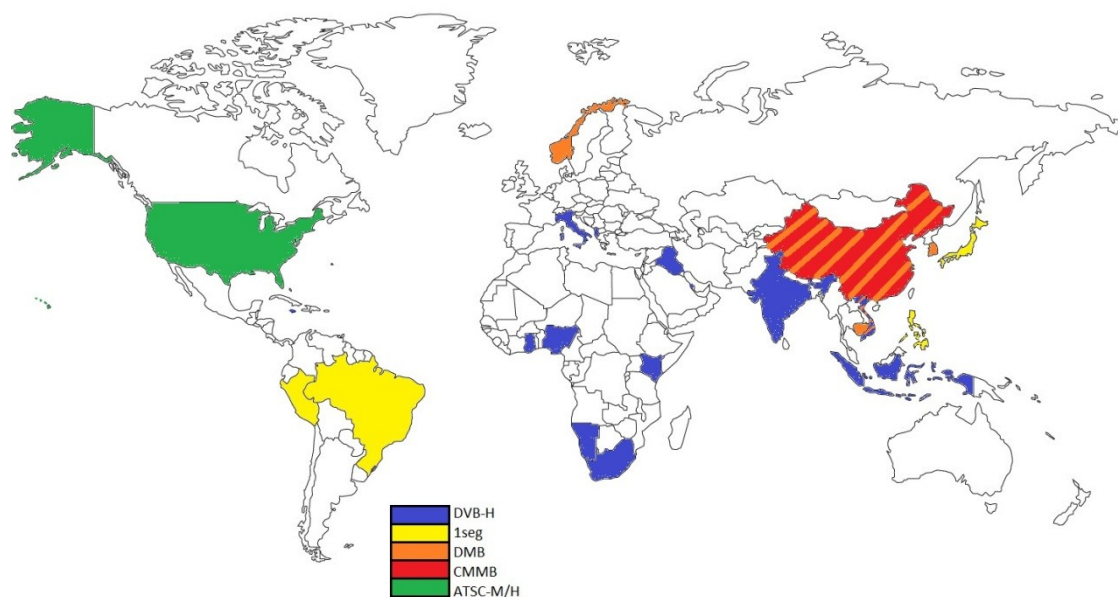 DVB-H
1seg
DMB
CMMB
ATSC-M/H